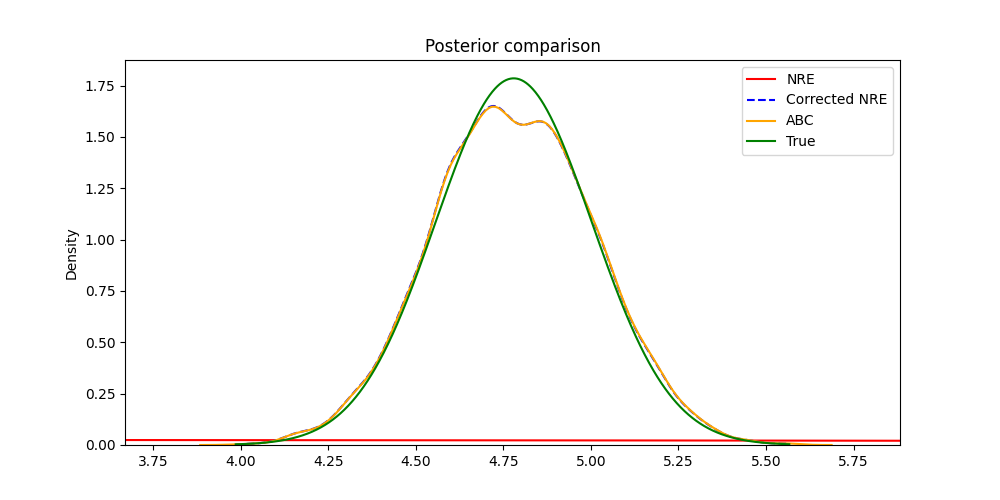 Posterior comparison
NRE
Corrected NRE
ABC
True
Density
1.75
1.50
1.25
1.00
0.75
0.50
0.25
0.00
3.75 4.00 4.25 4.50 4.75 5.00 5.25 5.50 5.75